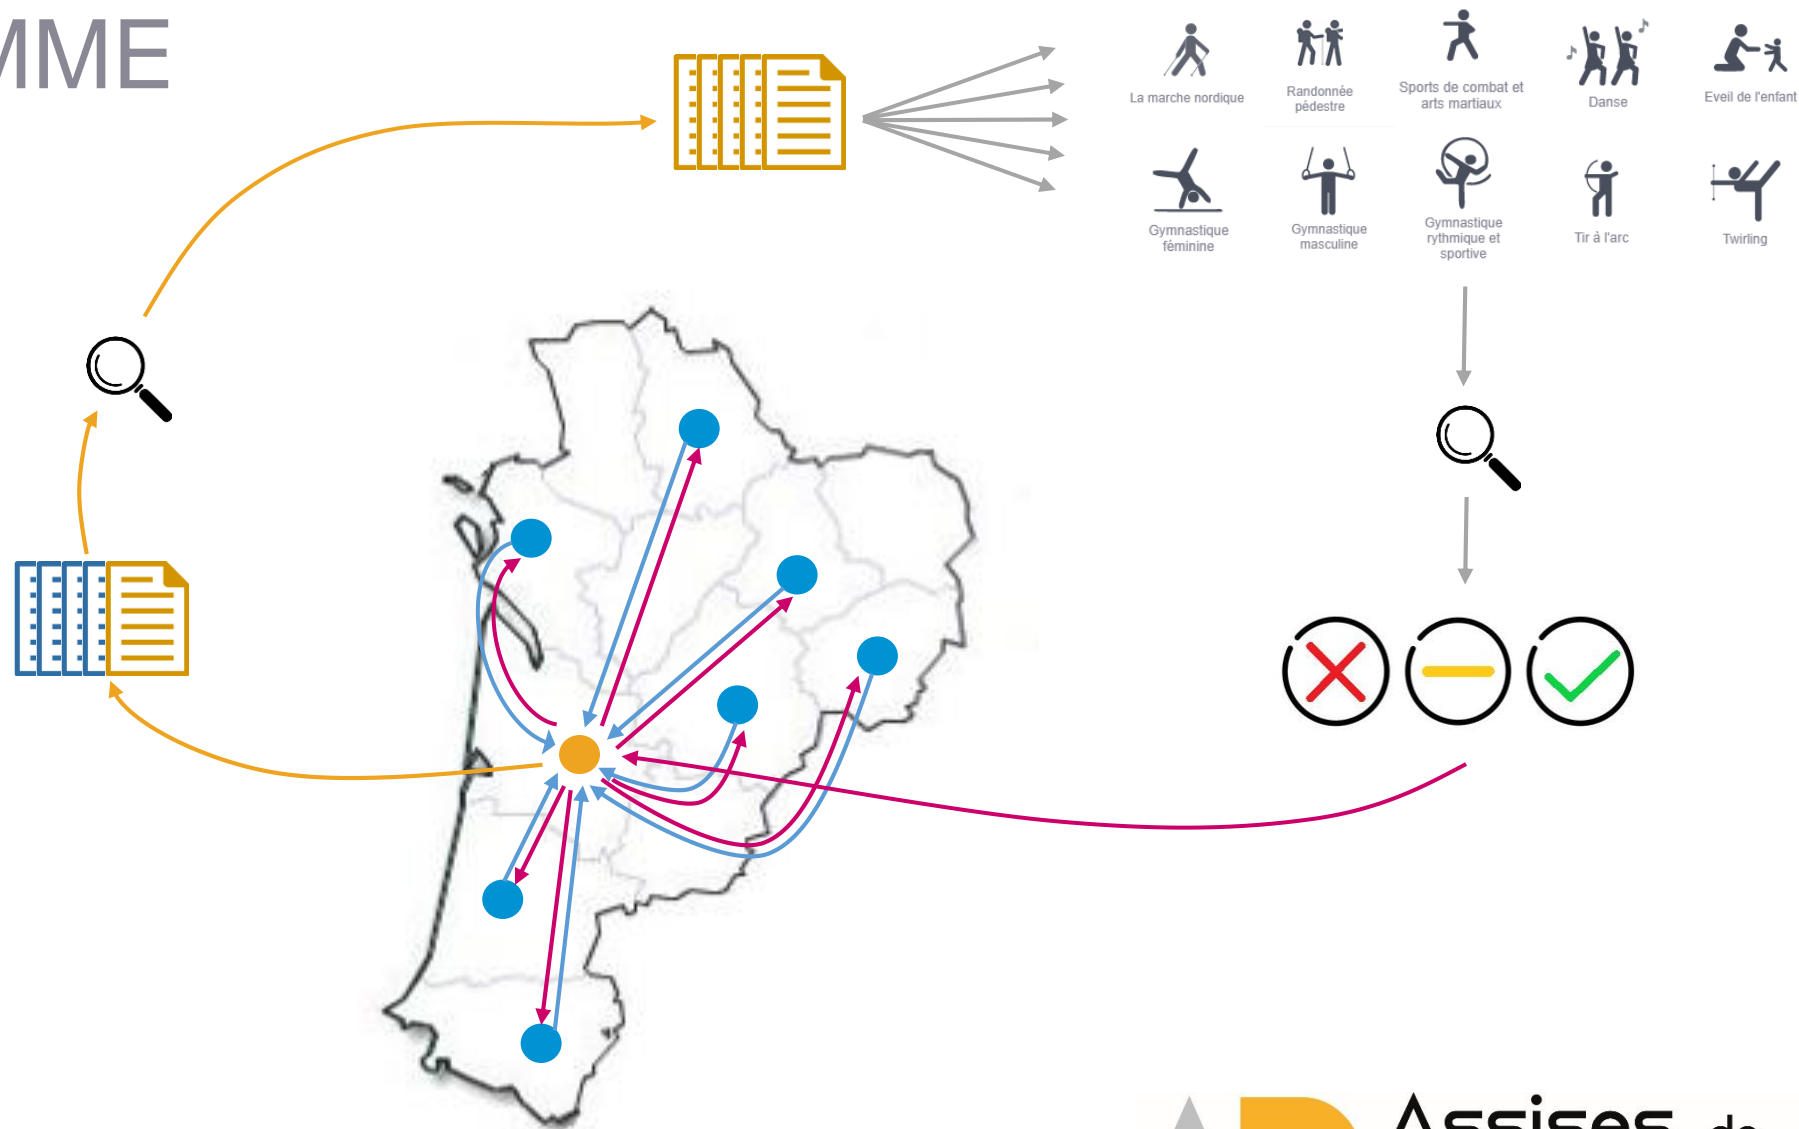 MME
La marche nordique
Randonnée
pédestre
Sports de combat et
arts martiaux
Danse
Eveil de l'enfant
Gymnastique
féminine
Gymnastique
masculine
Gymnastique
rythmique et
sportive
Tir à l'arc
Twirling
Assises de